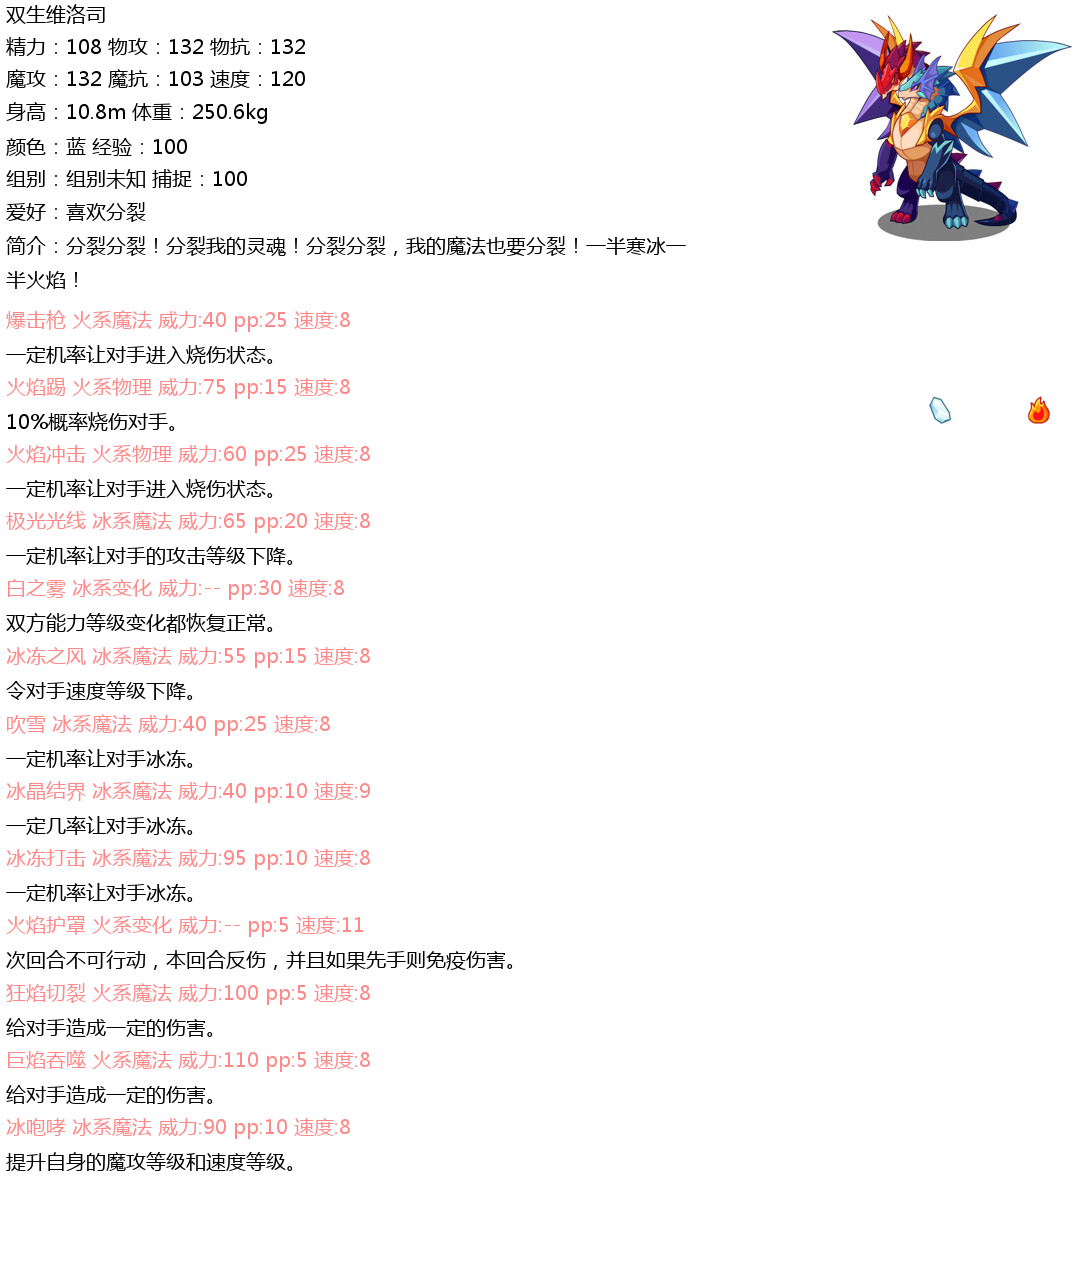 双生维洛司
精力：108 物攻：132 物抗：132
魔攻：132 魔抗：103 速度：120
身高：10.8m 体重：250.6kg
颜色：蓝 经验：100
组别：组别未知 捕捉：100
爱好：喜欢分裂
简介：分裂分裂！分裂我的灵魂！分裂分裂，我的魔法也要分裂！一半寒冰一
半火焰！
爆击枪 火系魔法 威力:40 pp:25 速度:8
一定机率让对手进入烧伤状态。
火焰踢 火系物理 威力:75 pp:15 速度:8
10%概率烧伤对手。
火焰冲击 火系物理 威力:60 pp:25 速度:8
一定机率让对手进入烧伤状态。
极光光线 冰系魔法 威力:65 pp:20 速度:8
一定机率让对手的攻击等级下降。
白之雾 冰系变化 威力:-- pp:30 速度:8
双方能力等级变化都恢复正常。
冰冻之风 冰系魔法 威力:55 pp:15 速度:8
令对手速度等级下降。
吹雪 冰系魔法 威力:40 pp:25 速度:8
一定机率让对手冰冻。
冰晶结界 冰系魔法 威力:40 pp:10 速度:9
一定几率让对手冰冻。
冰冻打击 冰系魔法 威力:95 pp:10 速度:8
一定机率让对手冰冻。
火焰护罩 火系变化 威力:-- pp:5 速度:11
次回合不可行动，本回合反伤，并且如果先手则免疫伤害。
狂焰切裂 火系魔法 威力:100 pp:5 速度:8
给对手造成一定的伤害。
巨焰吞噬 火系魔法 威力:110 pp:5 速度:8
给对手造成一定的伤害。
冰咆哮 冰系魔法 威力:90 pp:10 速度:8
提升自身的魔攻等级和速度等级。